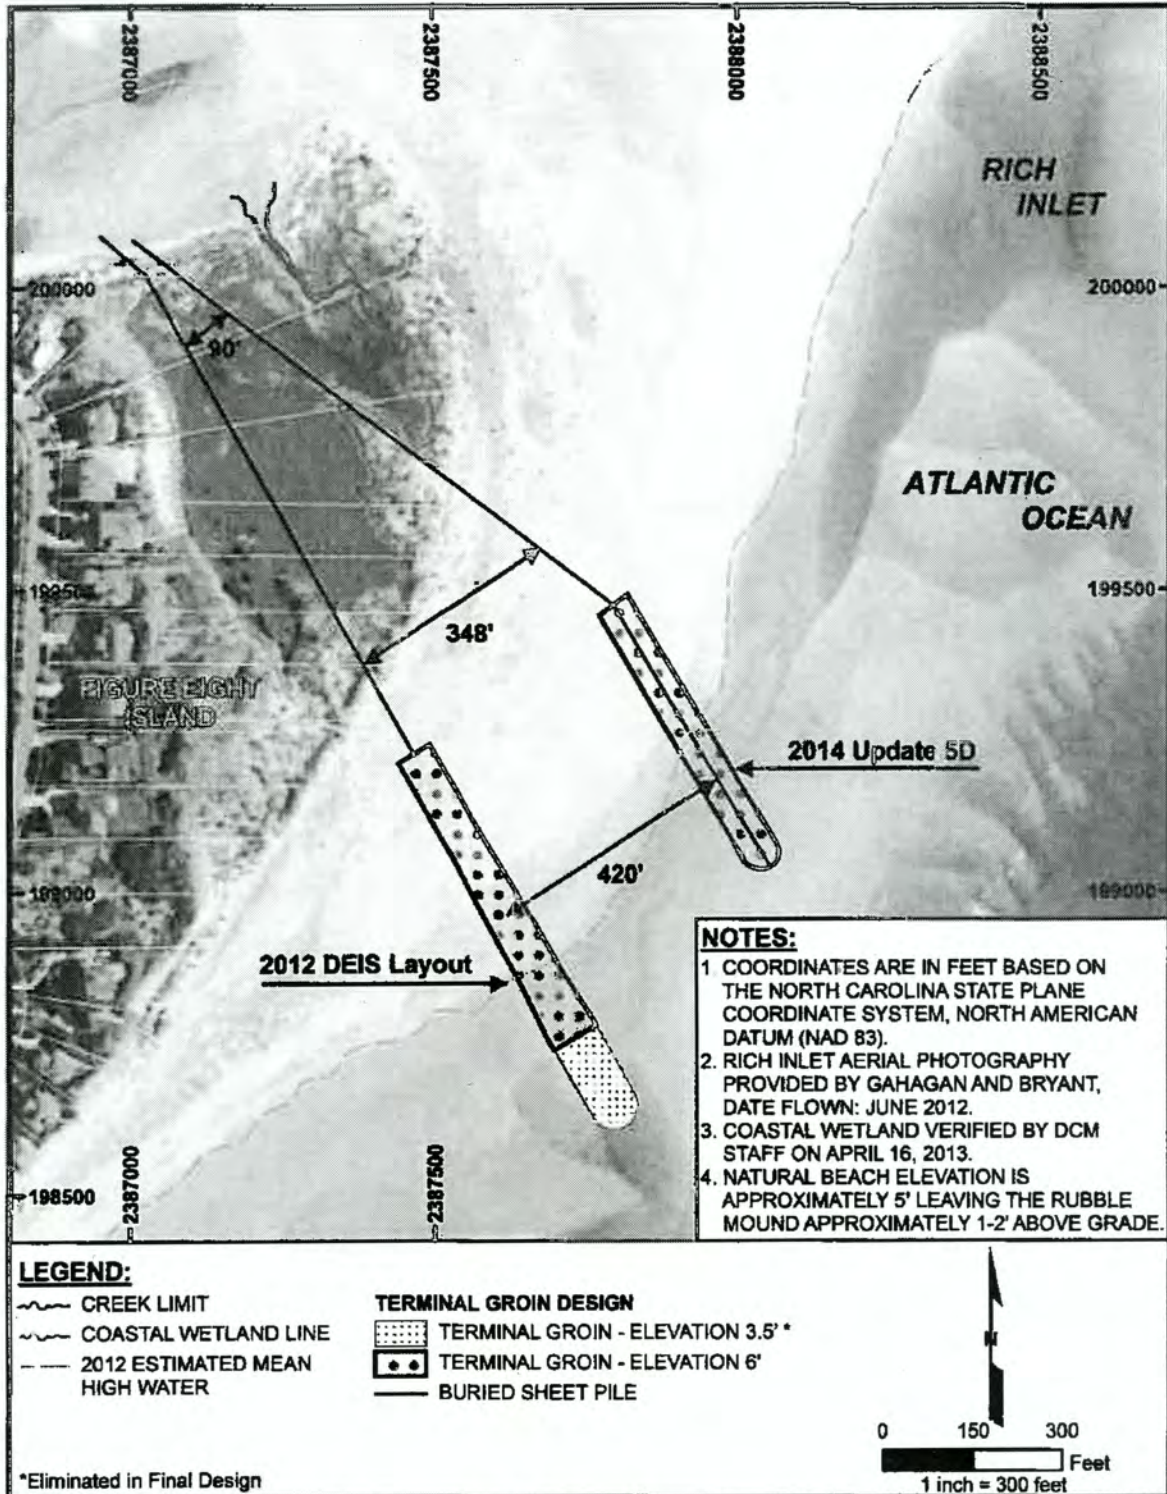 2387000
2387500
2388000
2388500
RICH
INLET
200000
200000
90'
ATLANTIC
OCEAN
199500
199500
348'
FIGURE EIGHT
ISLAND
2014 Update 5D
420'
199000
199000
2012 DEIS Layout
NOTES:
1. COORDINATES ARE IN FEET BASED ON
THE NORTH CAROLINA STATE PLANE
COORDINATE SYSTEM, NORTH AMERICAN
DATUM (NAD 83).
2. RICH INLET AERIAL PHOTOGRAPHY
PROVIDED BY GAHAGAN AND BRYANT,
DATE FLOWN: JUNE 2012.
3. COASTAL WETLAND VERIFIED BY DCM
STAFF ON APRIL 16, 2013.
4. NATURAL BEACH ELEVATION IS
APPROXIMATELY 5' LEAVING THE RUBBLE
MOUND APPROXIMATELY 1-2' ABOVE GRADE.
198500
2387000
2387500
LEGEND:
CREEK LIMIT
COASTAL WETLAND LINE
2012 ESTIMATED MEAN
HIGH WATER
TERMINAL GROIN DESIGN
TERMINAL GROIN - ELEVATION 3.5' *
TERMINAL GROIN - ELEVATION 6'
BURIED SHEET PILE
N
0 150 300
Feet
1 inch = 300 feet
*Eliminated in Final Design